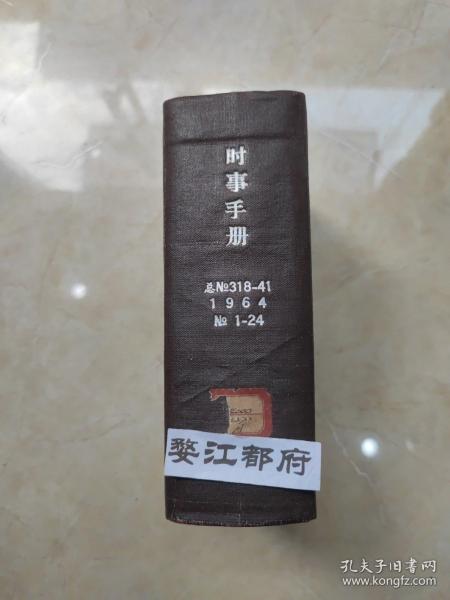 时事手册
总№318-41
1964
№ 1-24
婺江都府
孔夫子旧书网
www.kongfz.com